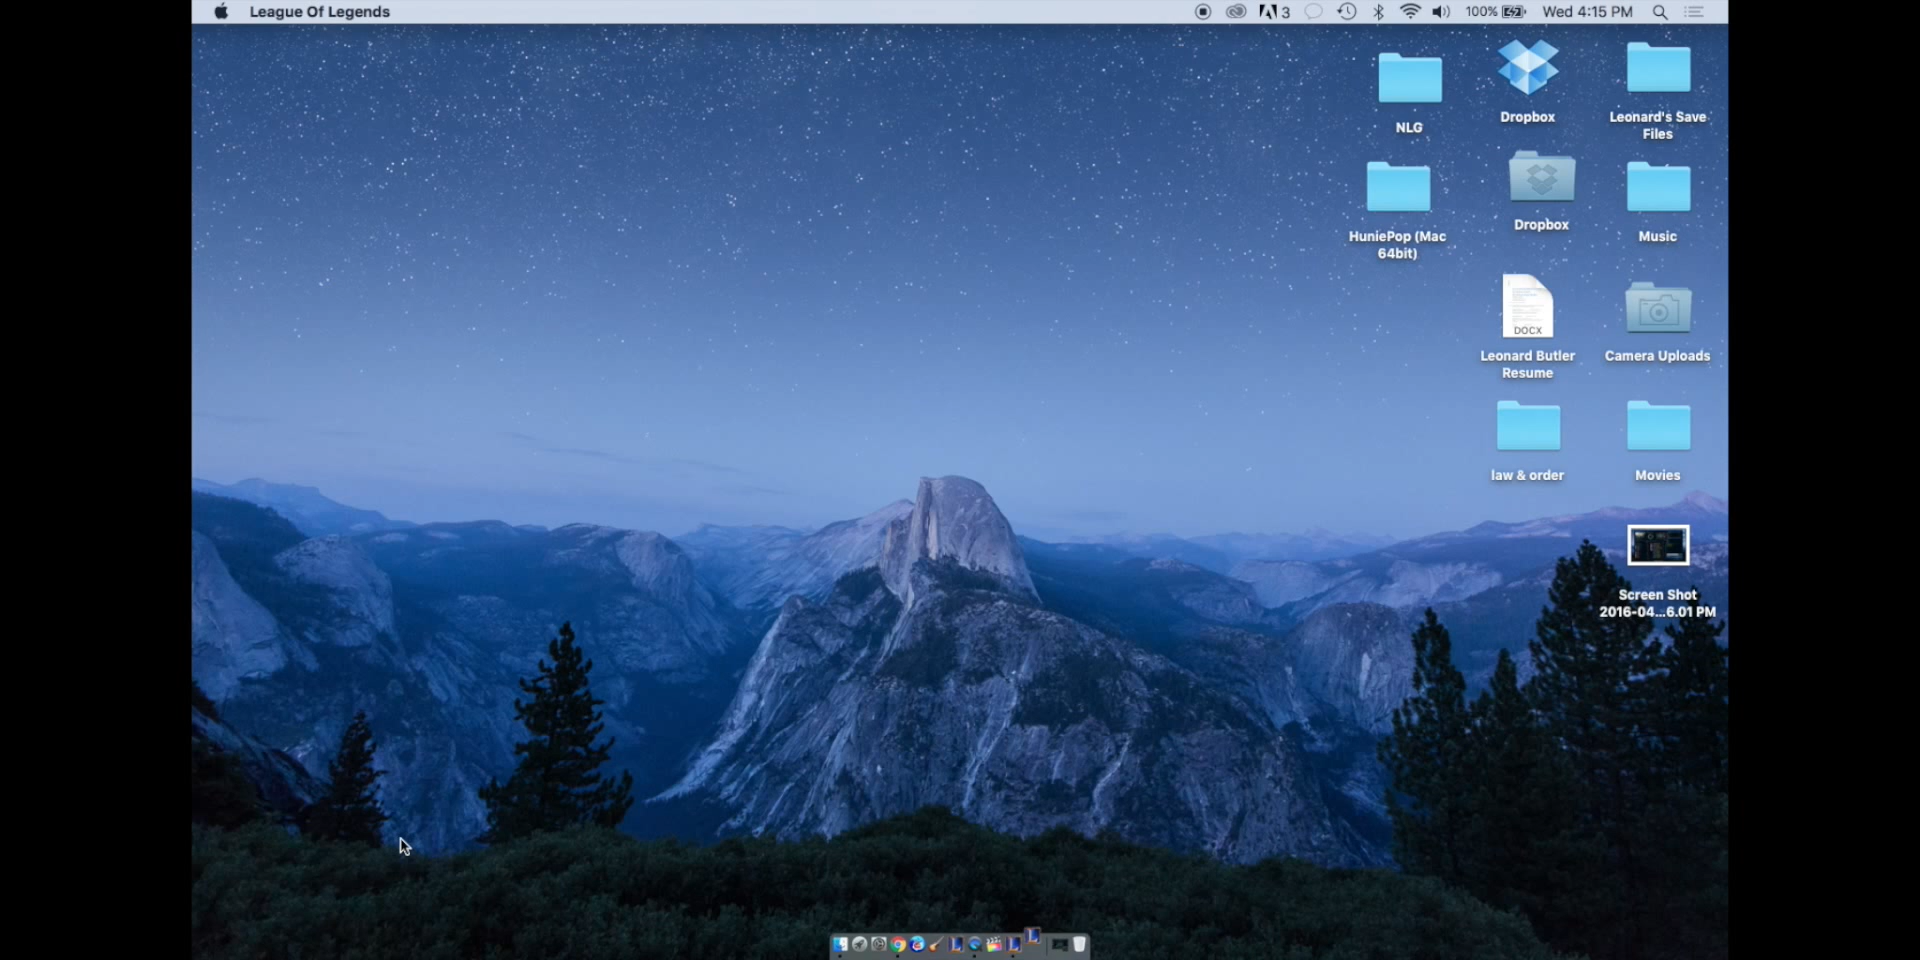 League Of Legends
3
100%
Wed 4:15 PM
NLG
Dropbox
Leonard's Save
Files
HuniePop (Mac
64bit)
Dropbox
Music
DOCX
Leonard Butler
Resume
Camera Uploads
law & order
Movies
Screen Shot
2016-04...6.01 PM